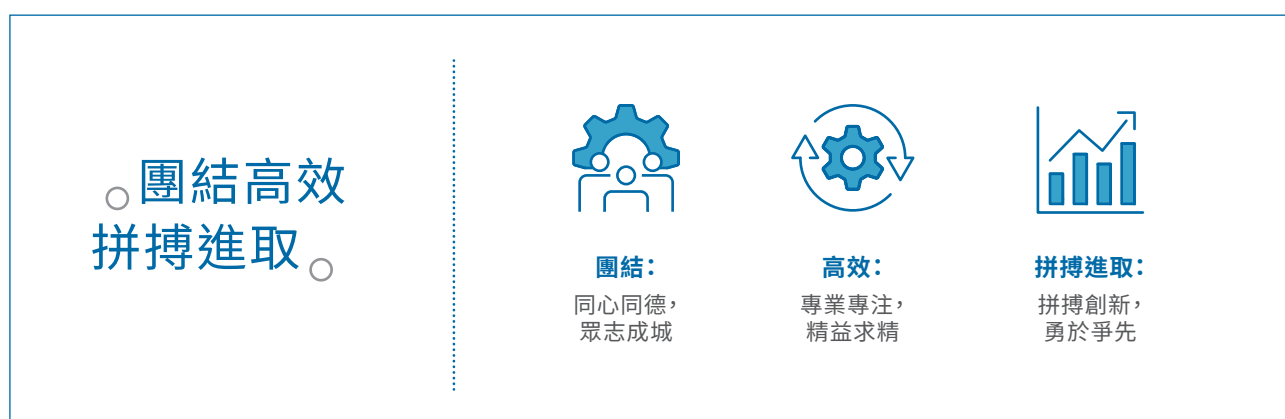 團結高效
拼搏進取
團結：
同心同德，
眾志成城
高效：
專業專注，
精益求精
拼搏進取：
拼搏創新，
勇於爭先